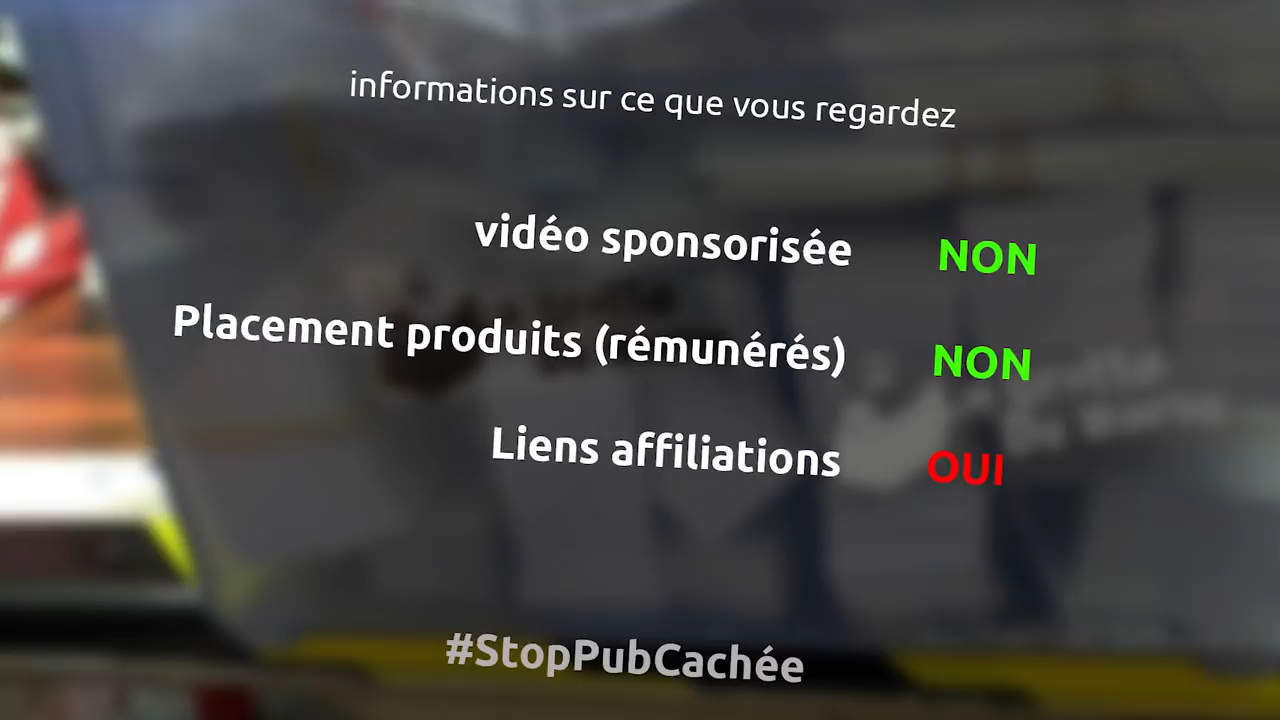 informations sur ce que vous regardez
vidéo sponsorisée NON
Placement produits (rémunérés) NON
Liens affiliations OUI
#StopPubCachée